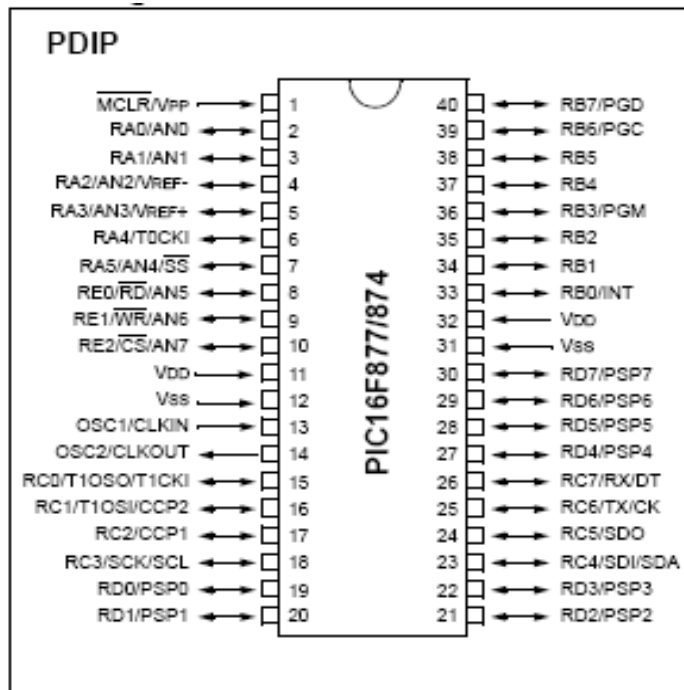 PDIP
MCLR/VPP 1 40 RB7/PGD
RA0/AN0 2 39 RB6/PGC
RA1/AN1 3 38 RB5
RA2/AN2/VREF- 4 37 RB4
RA3/AN3/VREF+ 5 36 RB3/PGM
RA4/T0CKI 6 35 RB2
RA5/AN4/SS 7 34 RB1
RE0/RD/AN5 8 33 RB0/INT
RE1/WR/AN6 9 32 VDD
RE2/CS/AN7 10 31 VSS
VDD 11 30 RD7/PSP7
VSS 12 29 RD6/PSP6
OSC1/CLKIN 13 28 RD5/PSP5
OSC2/CLKOUT 14 27 RD4/PSP4
RC0/T1OSO/T1CKI 15 26 RC7/RX/DT
RC1/T1OSI/CCP2 16 25 RC6/TX/CK
RC2/CCP1 17 24 RC5/SDO
RC3/SCK/SCL 18 23 RC4/SDI/SDA
RD0/PSP0 19 22 RD3/PSP3
RD1/PSP1 20 21 RD2/PSP2
PIC16F877/874